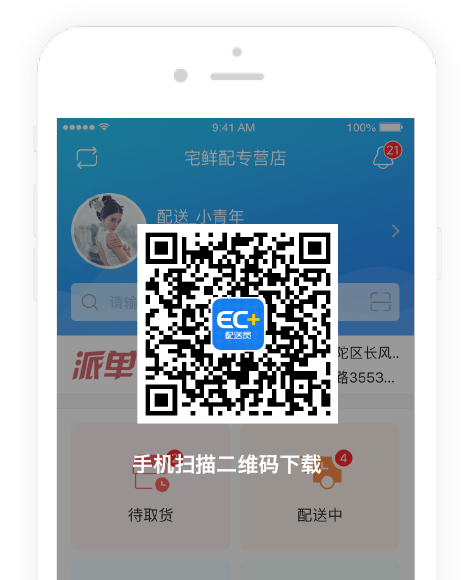 9:41 AM
100%
宅鲜配专营店
21
配送 小青年
请输
EC+
配送员
派单
陀区长风..
路3553...
手机扫描二维码下载
4
待取货
配送中